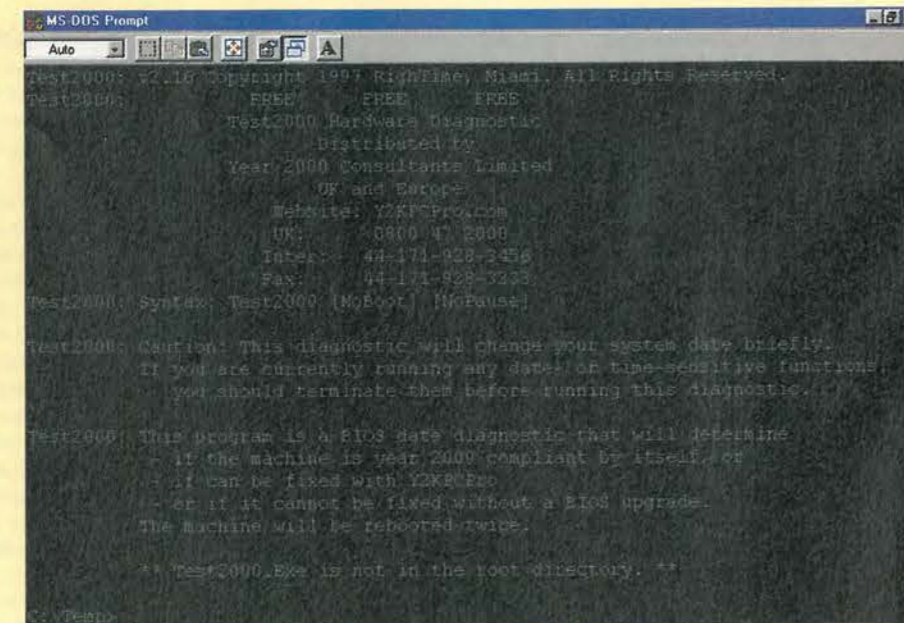 MS-DOS Prompt
Auto
A
Test2000: v2.16 Copyright 1997 RighTime, Miami. All Rights Reserved.
Test2000: FREE FREE FREE
Test2000 Hardware Diagnostic
Distributed by
Year 2000 Consultants Limited
UK and Europe
Website: Y2KPCPro.com
UK: 0800 47 2000
Inter: 44-171-928-3456
Fax: 44-171-928-3233
Test2000: Syntax: Test2000 [NoBoot] [NoPause]
Test2000: Caution: This diagnostic will change your system date briefly.
If you are currently running any date- or time-sensitive functions,
you should terminate them before running this diagnostic.
Test2000: This program is a BIOS date diagnostic that will determine
- if the machine is year 2000 compliant by itself, or
- if can be fixed with Y2KPCPro
- or if it cannot be fixed without a BIOS upgrade.
The machine will be rebooted twice.
** Test2000.Exe is not in the root directory. **
C:\Temp>